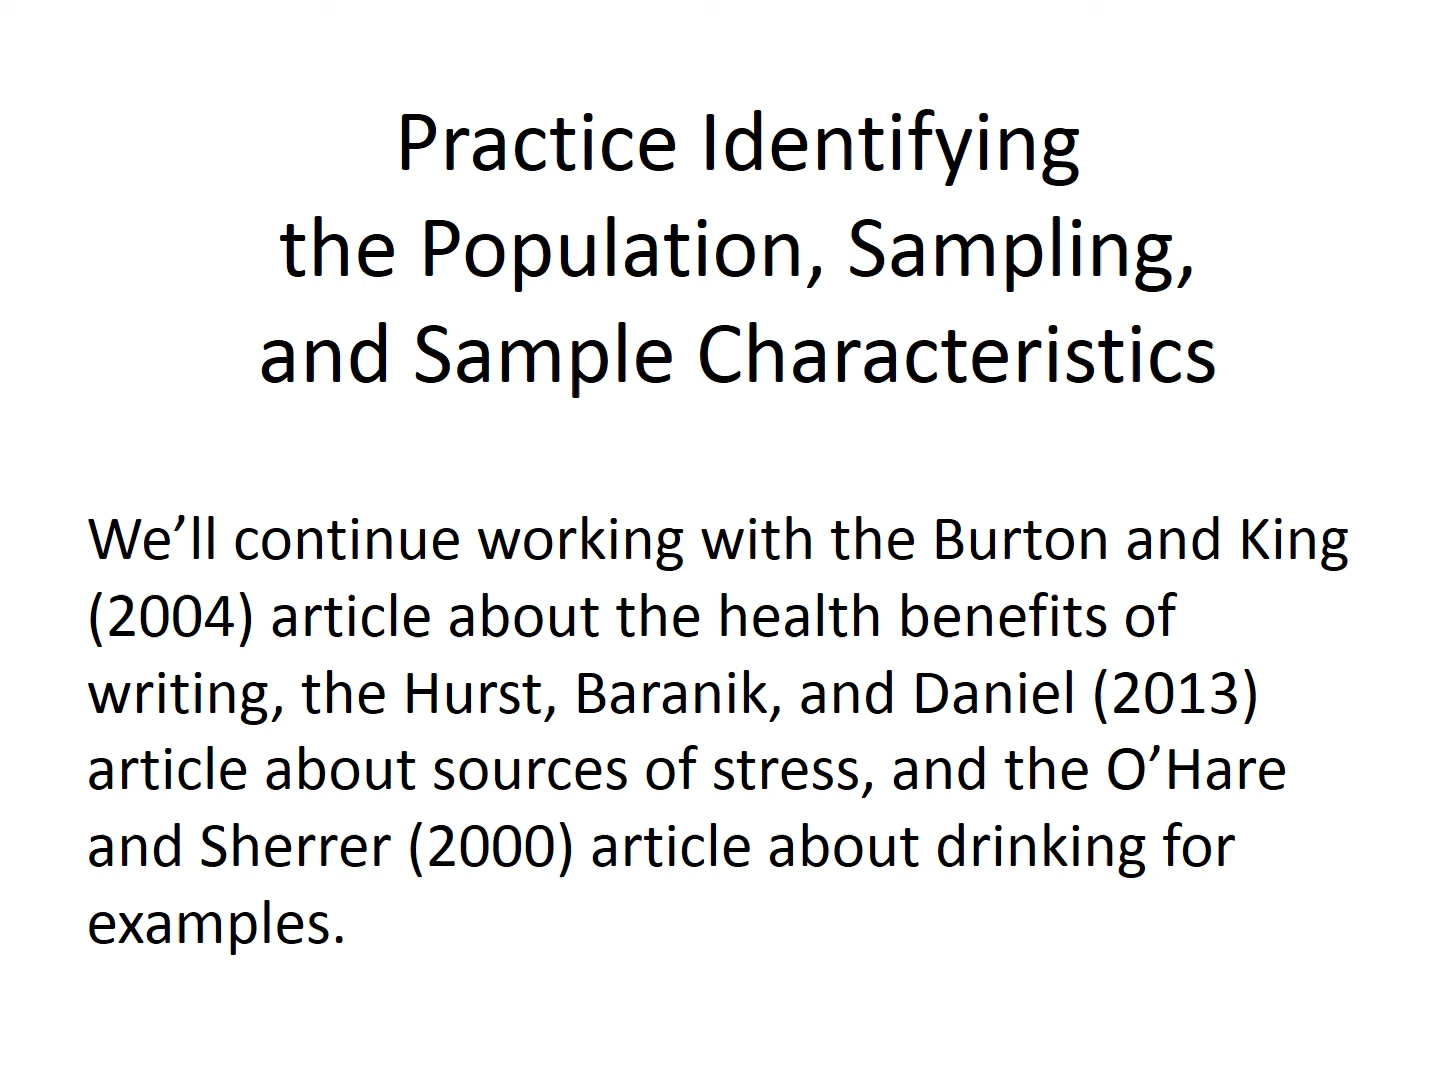 Practice Identifying
the Population, Sampling,
and Sample Characteristics
We’ll continue working with the Burton and King
(2004) article about the health benefits of
writing, the Hurst, Baranik, and Daniel (2013)
article about sources of stress, and the O’Hare
and Sherrer (2000) article about drinking for
examples.